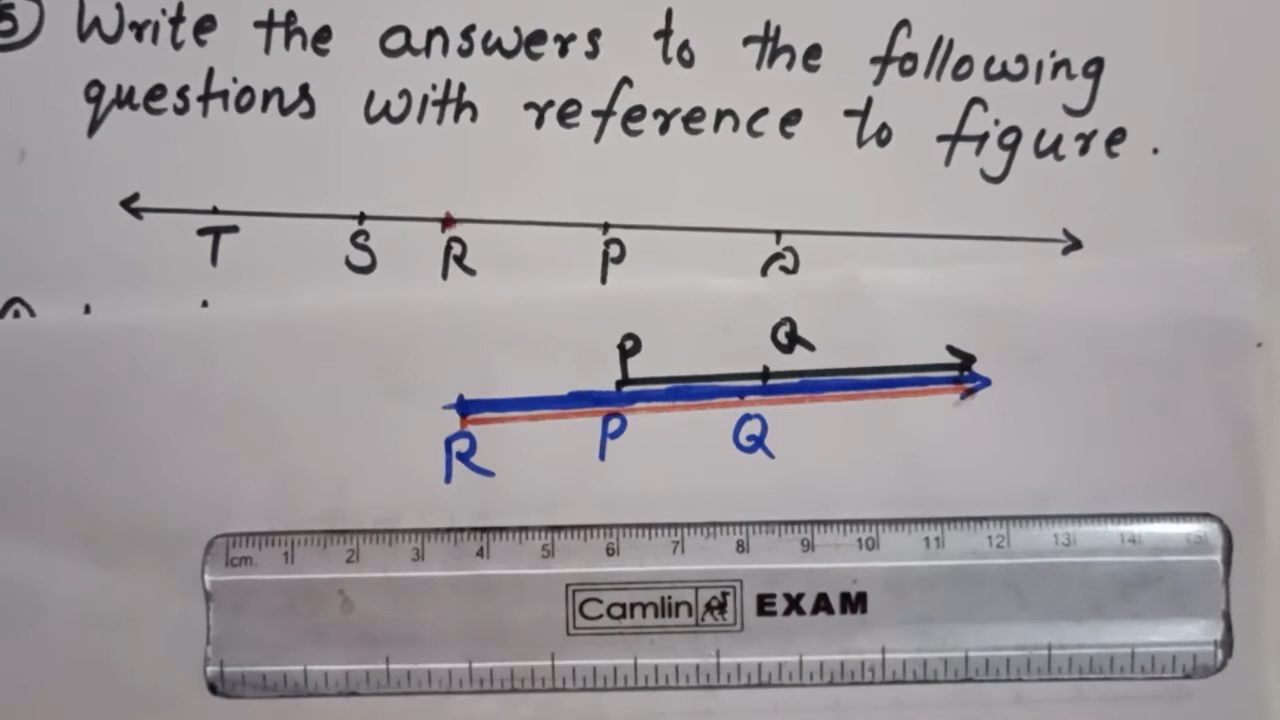 5) Write the answers to the following
questions with reference to figure.
T S R P Q
P Q
R P Q
cm. 1 2 3 4 5 6 7 8 9 10 11 12 13 14 15
Camlin EXAM